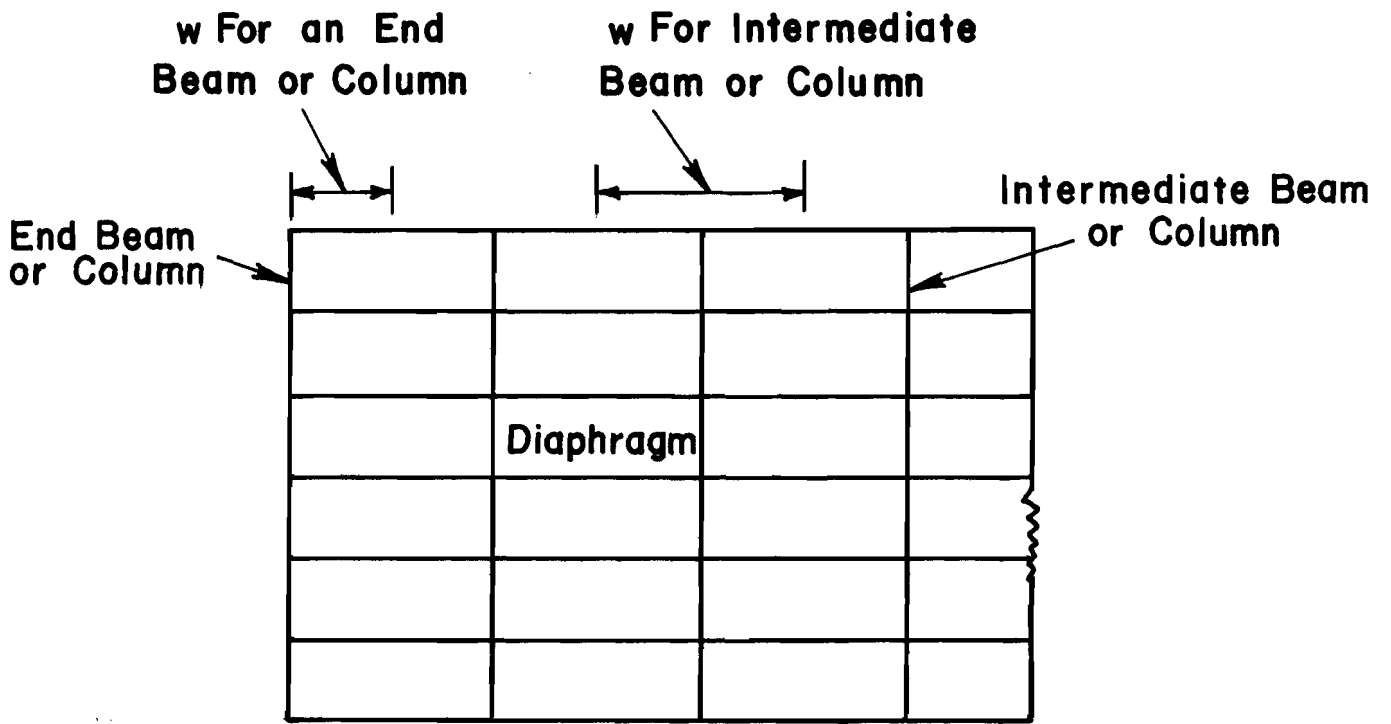 w For an End
Beam or Column
w For Intermediate
Beam or Column
End Beam
or Column
Intermediate Beam
or Column
Diaphragm